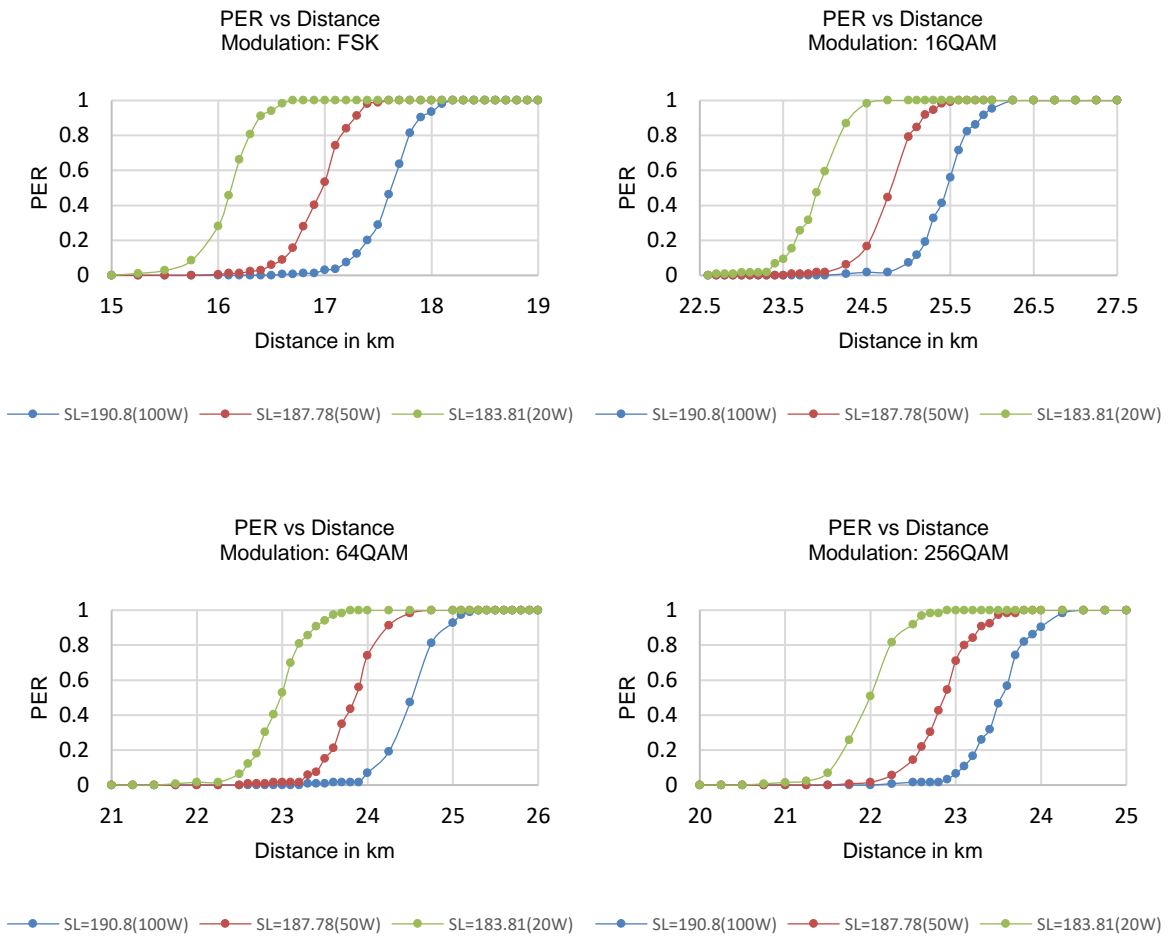 PER vs Distance
Modulation: FSK
1
0.8
0.6
0.4
0.2
0
PER
15 16 17 18 19
Distance in km
SL=190.8(100W) SL=187.78(50W) SL=183.81(20W)
PER vs Distance
Modulation: 16QAM
1
0.8
0.6
0.4
0.2
0
PER
22.5 23.5 24.5 25.5 26.5 27.5
Distance in km
SL=190.8(100W) SL=187.78(50W) SL=183.81(20W)
PER vs Distance
Modulation: 64QAM
1
0.8
0.6
0.4
0.2
0
PER
21 22 23 24 25 26
Distance in km
SL=190.8(100W) SL=187.78(50W) SL=183.81(20W)
PER vs Distance
Modulation: 256QAM
1
0.8
0.6
0.4
0.2
0
PER
20 21 22 23 24 25
Distance in km
SL=190.8(100W) SL=187.78(50W) SL=183.81(20W)